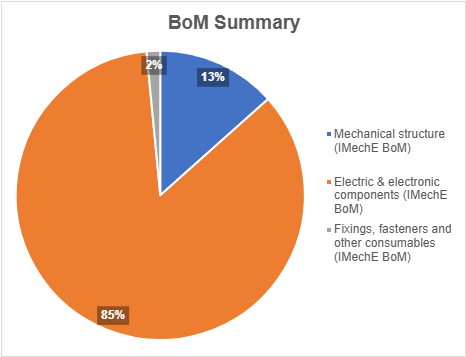 BoM Summary
2%
13%
Mechanical structure
(IMechE BoM)
Electric & electronic
components (IMechE
BoM)
Fixings, fasteners and
other consumables
(IMechE BoM)
85%